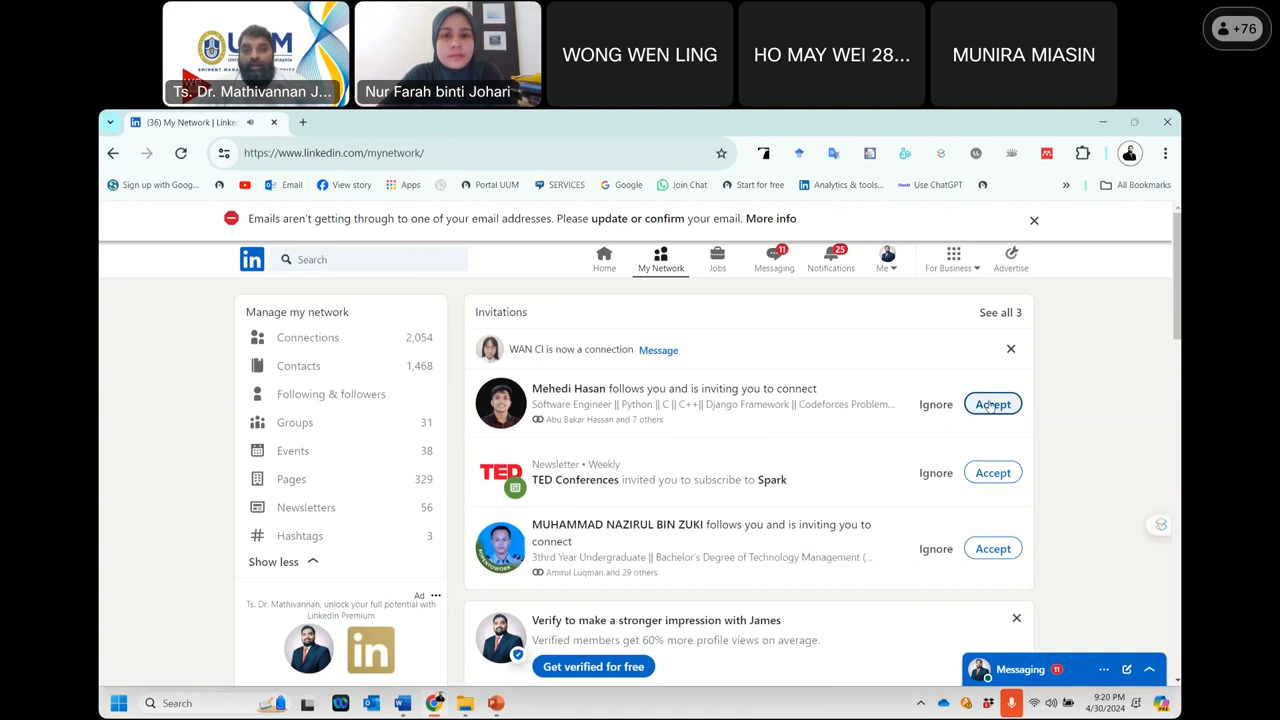 UUM
Ts. Dr. Mathivannan J...
Nur Farah binti Johari
WONG WEN LING
HO MAY WEI 28...
MUNIRA MIASIN
+76
(36) My Network | Linke
https://www.linkedin.com/mynetwork/
Sign up with Goog...
Email
View story
Apps
Portal UUM
SERVICES
Google
Join Chat
Start for free
Analytics & tools...
Use ChatGPT
»
All Bookmarks
Emails aren't getting through to one of your email addresses. Please update or confirm your email. More info
in
Search
Home
My Network
Jobs
11
Messaging
25
Notifications
Me
For Business
Advertise
Manage my network
Connections 2,054
Contacts 1,468
Following & followers
Groups 31
Events 38
Pages 329
Newsletters 56
# Hashtags 3
Show less
Ad ...
Ts. Dr. Mathivannan, unlock your full potential with
LinkedIn Premium
in
Invitations See all 3
WAN CI is now a connection Message
Mehedi Hasan follows you and is inviting you to connect
Software Engineer || Python || C || C++|| Django Framework || Codeforces Problem...
Abu Bakar Hassan and 7 others
Ignore Accept
TED
Newsletter • Weekly
TED Conferences invited you to subscribe to Spark
Ignore Accept
MUHAMMAD NAZIRUL BIN ZUKI follows you and is inviting you to
connect
3thrd Year Undergraduate || Bachelor's Degree of Technology Management (...
Amirul Luqman and 29 others
Ignore Accept
#OPENTOWORK
Verify to make a stronger impression with James
Verified members get 60% more profile views on average.
Get verified for free
Messaging 11 ...
Search
9:20 PM
4/30/2024